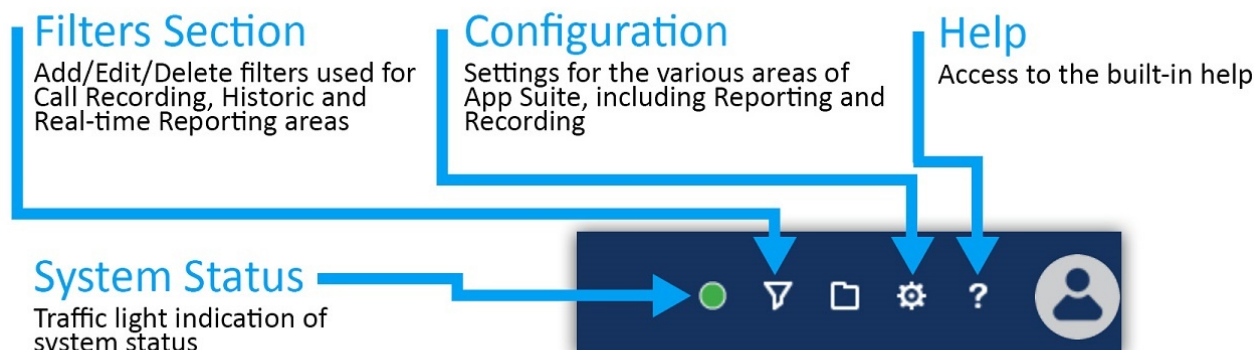 Filters Section
Add/Edit/Delete filters used for
Call Recording, Historic and
Real-time Reporting areas
Configuration
Settings for the various areas of
App Suite, including Reporting and
Recording
Help
Access to the built-in help
System Status
Traffic light indication of
system status
?